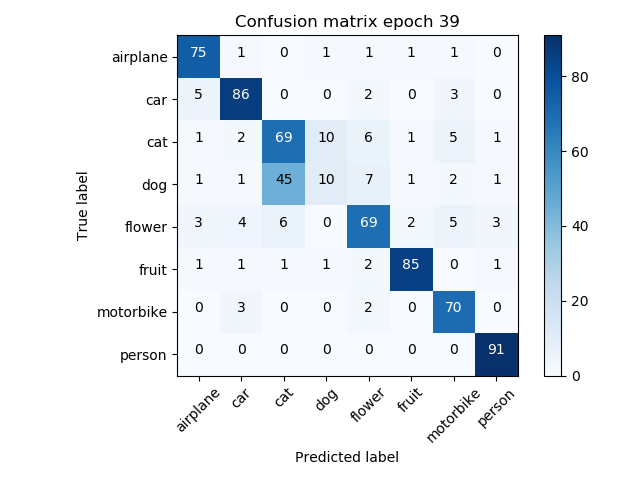 Confusion matrix epoch 39
airplane 75 1 0 1 1 1 1 0
car 5 86 0 0 2 0 3 0
cat 1 2 69 10 6 1 5 1
dog 1 1 45 10 7 1 2 1
flower 3 4 6 0 69 2 5 3
fruit 1 1 1 1 2 85 0 1
motorbike 0 3 0 0 2 0 70 0
person 0 0 0 0 0 0 0 91
airplane car cat dog flower fruit motorbike person
True label
Predicted label
80
60
40
20
0